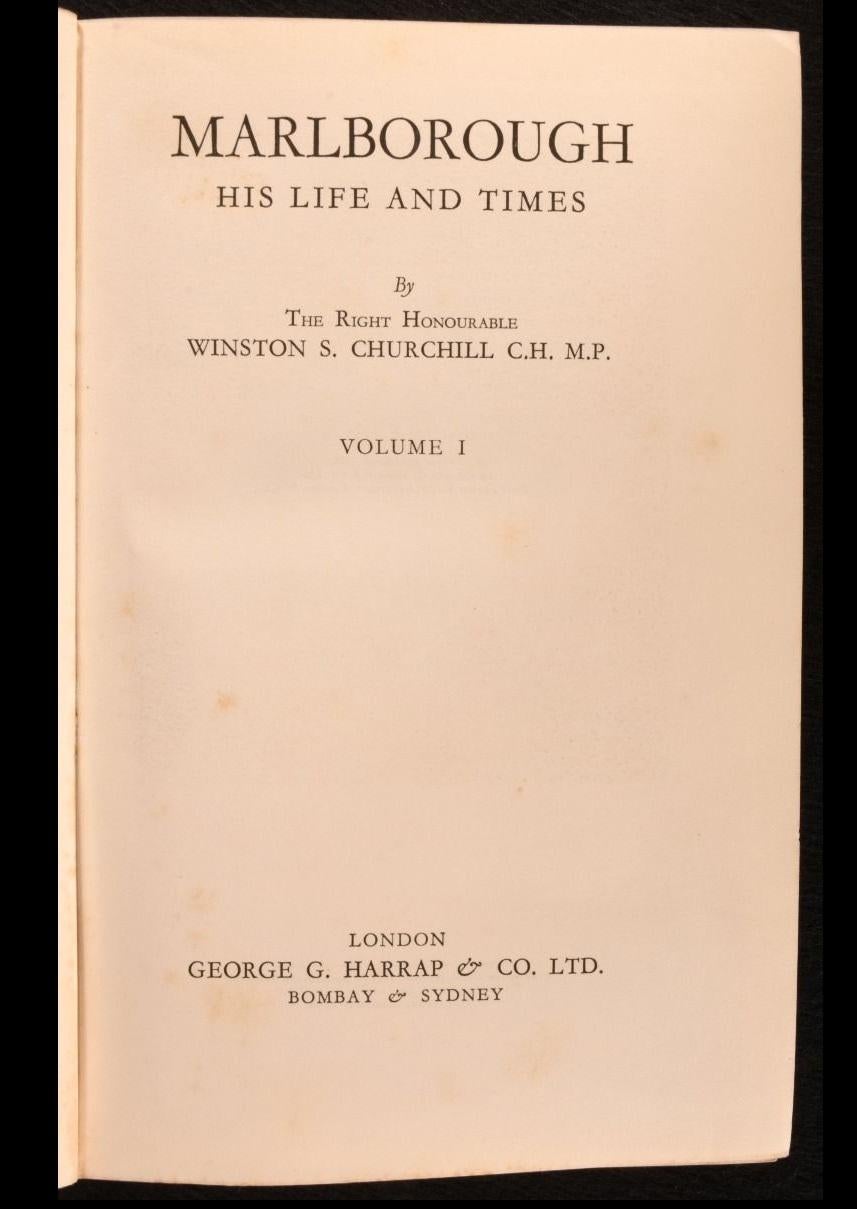 MARLBOROUGH
HIS LIFE AND TIMES
By
The Right Honourable
WINSTON S. CHURCHILL C.H. M.P.
VOLUME I
LONDON
GEORGE G. HARRAP & CO. LTD.
BOMBAY & SYDNEY